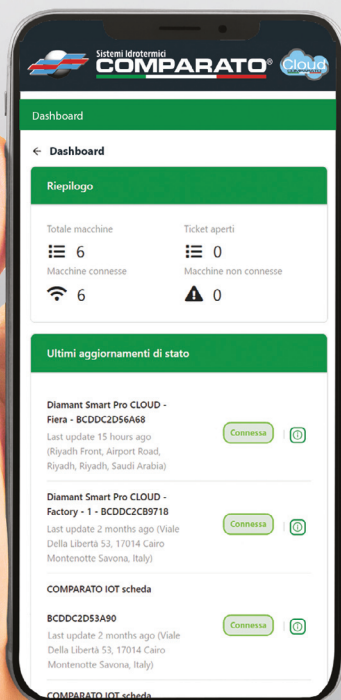 Sistemi Idrotermici
COMPARATO®
Cloud
Dashboard
← Dashboard
Riepilogo
Totale macchine
6
Ticket aperti
0
Macchine connesse
6
Macchine non connesse
0
Ultimi aggiornamenti di stato
Diamant Smart Pro CLOUD -
Fiera - BCDDC2D56A68
Last update 15 hours ago
(Riyadh Front, Airport Road,
Riyadh, Riyadh, Saudi Arabia)
Connessa
Diamant Smart Pro CLOUD -
Factory - 1 - BCDDC2CB9718
Last update 2 months ago (Viale
Della Libertà 53, 17014 Cairo
Montenotte Savona, Italy)
Connessa
COMPARATO IOT scheda
BCDDC2D53A90
Last update 2 months ago (Viale
Della Libertà 53, 17014 Cairo
Montenotte Savona, Italy)
Connessa
COMPARATO IOT scheda